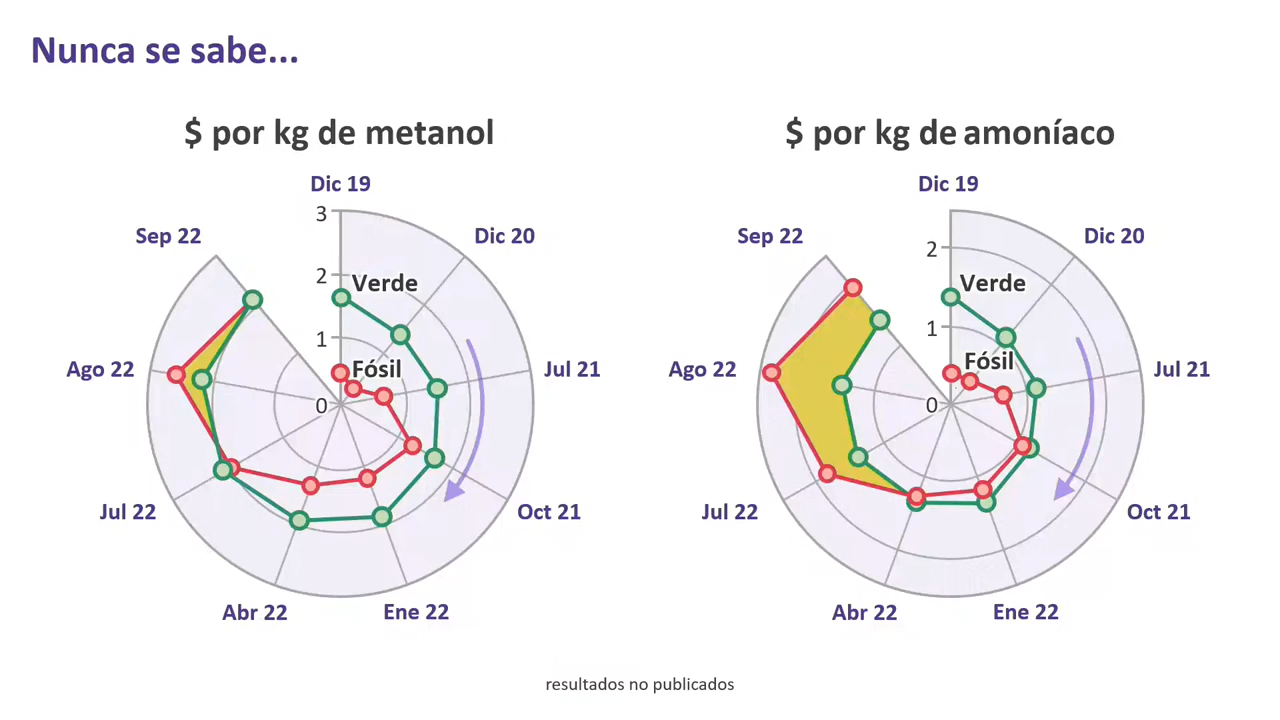 Nunca se sabe...
$ por kg de metanol
Dic 19
3
Dic 20
Sep 22
2
Verde
1
Fósil
Ago 22
Jul 21
0
Jul 22
Oct 21
Abr 22
Ene 22
$ por kg de amoníaco
Dic 19
Dic 20
Sep 22
2
Verde
1
Fósil
Ago 22
Jul 21
0
Jul 22
Oct 21
Abr 22
Ene 22
resultados no publicados